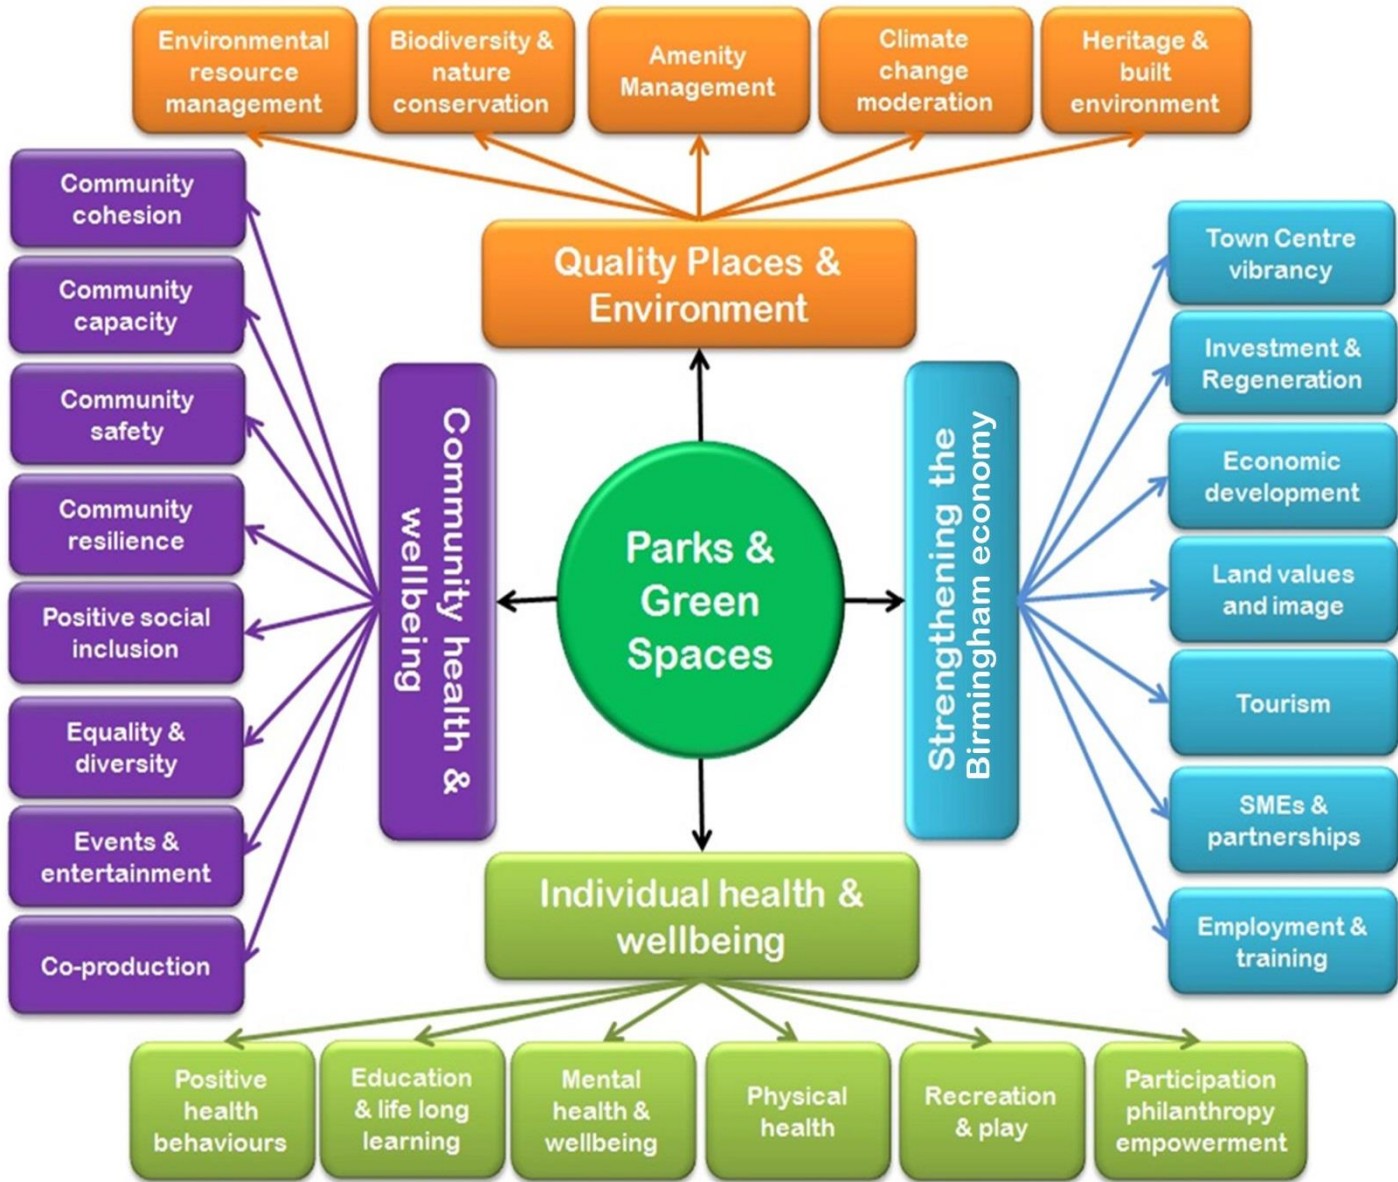 Environmental
resource
management
Biodiversity &
nature
conservation
Amenity
Management
Climate
change
moderation
Heritage &
built
environment
Community
cohesion
Community
capacity
Community
safety
Community
resilience
Positive social
inclusion
Equality &
diversity
Events &
entertainment
Co-production
Quality Places &
Environment
Community health &
wellbeing
Parks &
Green
Spaces
Strengthening the
Birmingham economy
Individual health &
wellbeing
Town Centre
vibrancy
Investment &
Regeneration
Economic
development
Land values
and image
Tourism
SMEs &
partnerships
Employment &
training
Positive
health
behaviours
Education
& life long
learning
Mental
health &
wellbeing
Physical
health
Recreation
& play
Participation
philanthropy
empowerment